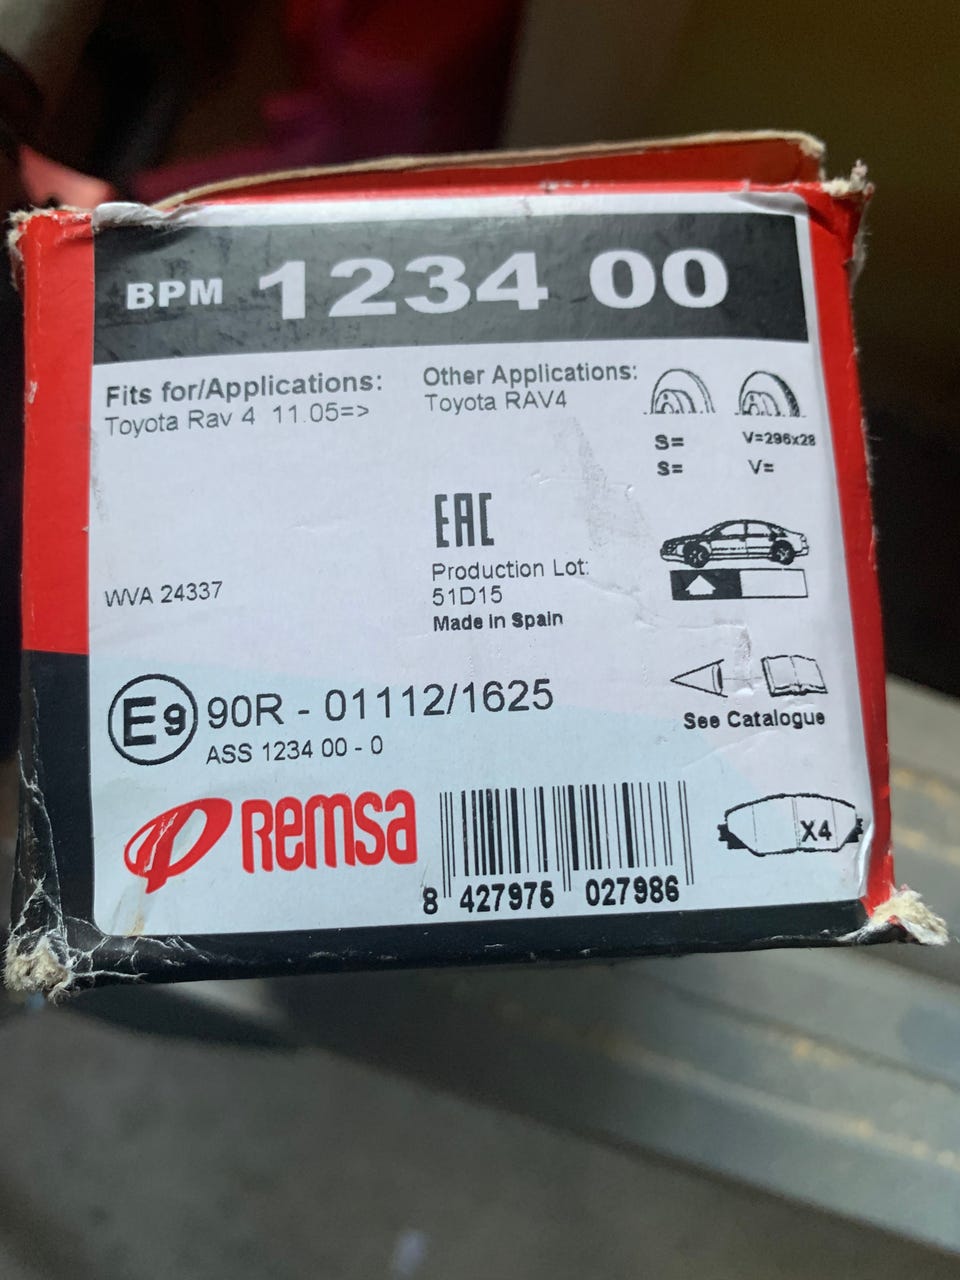 BPM 1234 00
Fits for/Applications:
Toyota Rav 4 11.05=>
Other Applications:
Toyota RAV4
S= V=296x28
S= V=
EAC
Production Lot:
51D15
Made in Spain
WVA 24337
E9 90R - 01112/1625
ASS 1234 00 - 0
See Catalogue
Remsa
8 427976 027986
X4